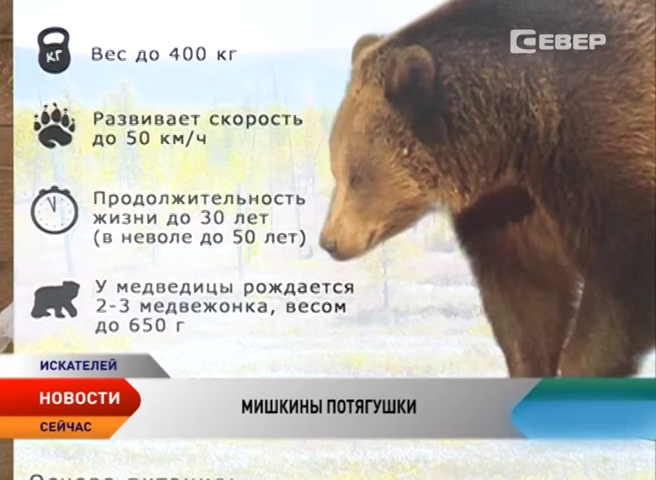 СЕВЕР
КГ
Вес до 400 кг
Развивает скорость
до 50 км/ч
Продолжительность
жизни до 30 лет
(в неволе до 50 лет)
У медведицы рождается
2-3 медвежонка, весом
до 650 г
ИСКАТЕЛЕЙ
НОВОСТИ
МИШКИНЫ ПОТЯГУШКИ
СЕЙЧАС